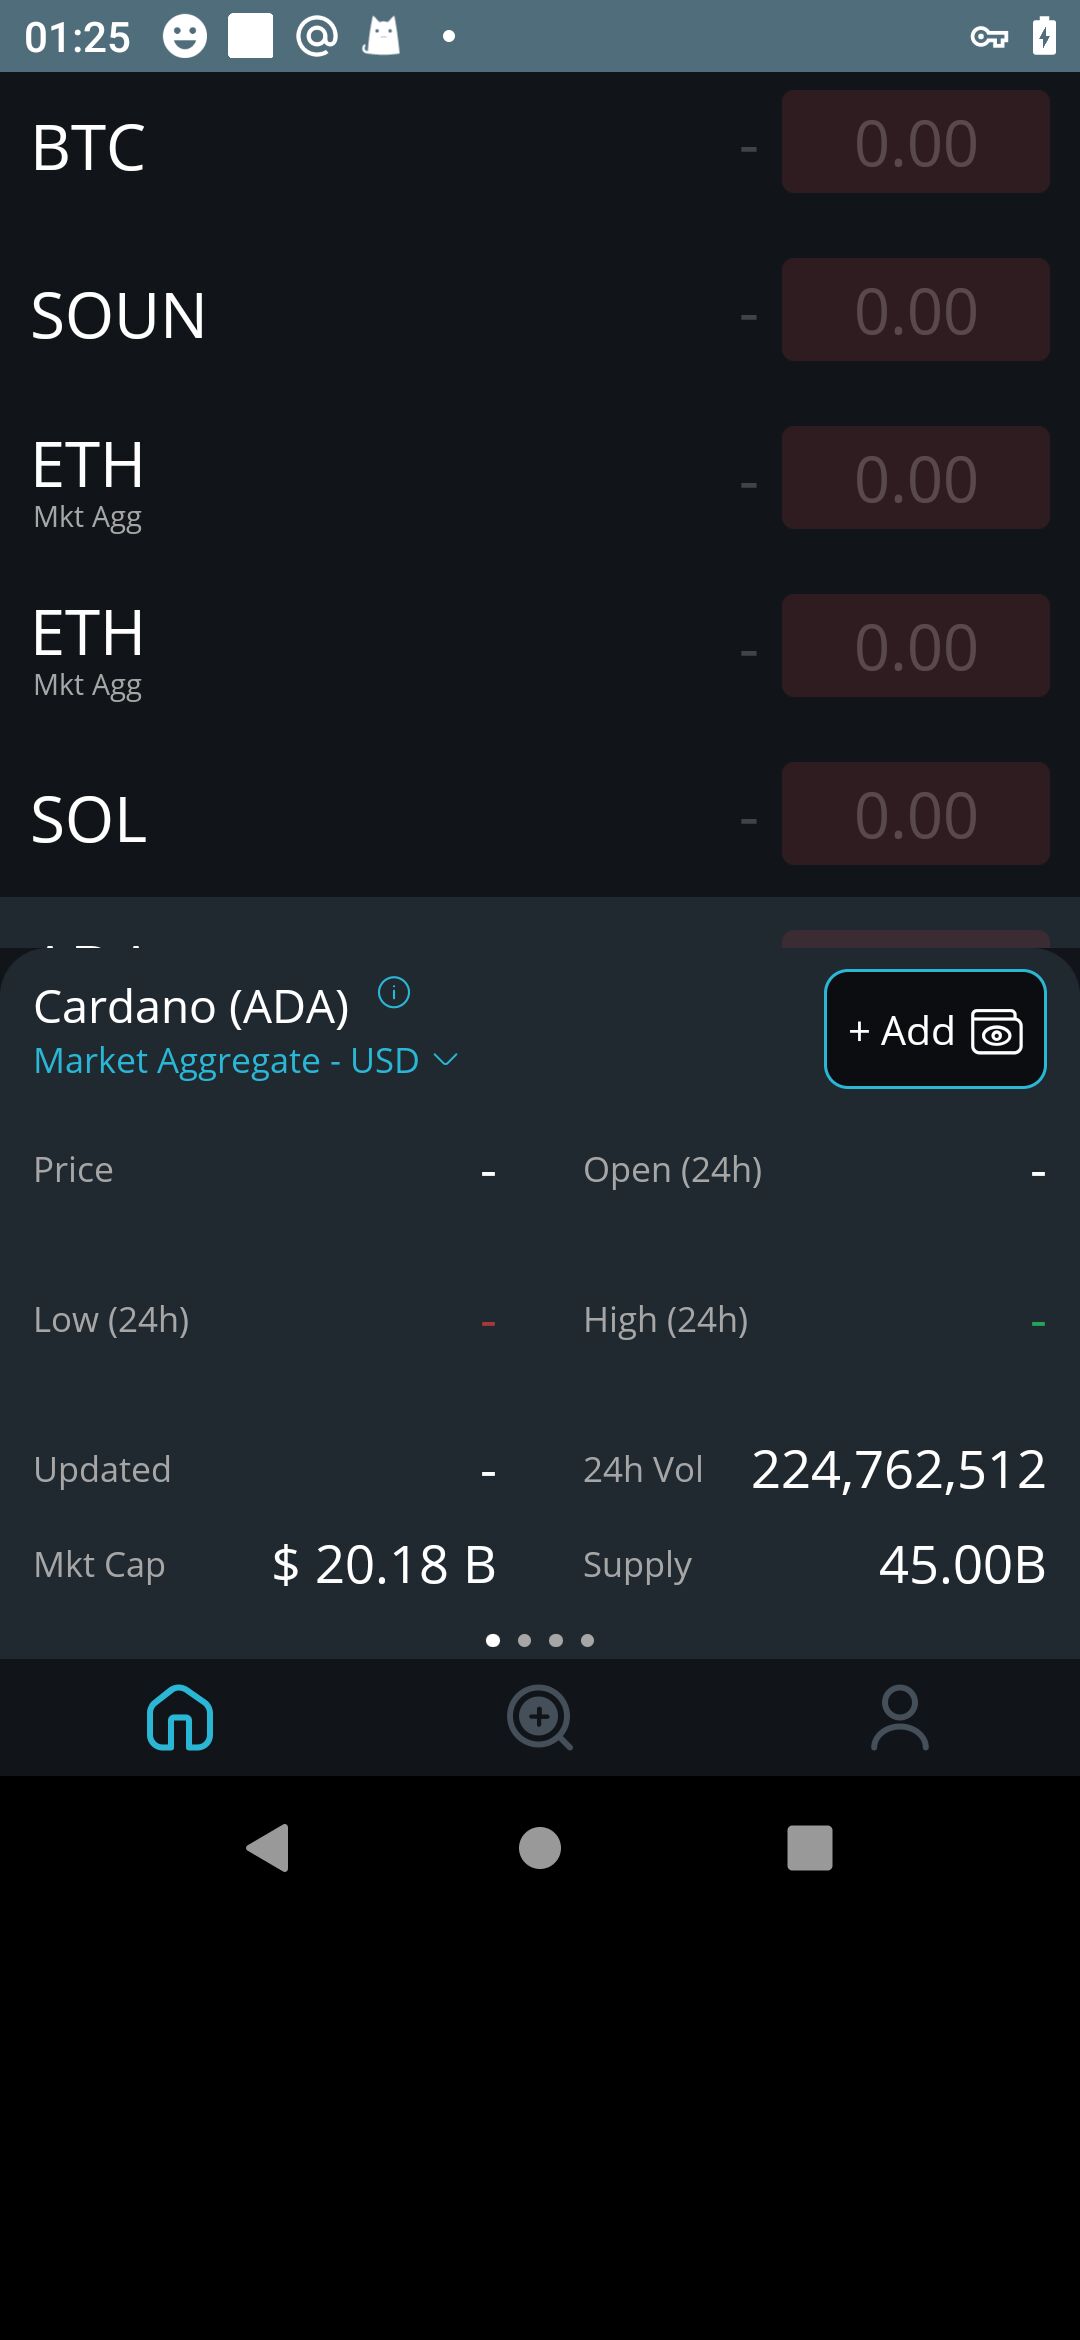 01:25
BTC - 0.00
SOUN - 0.00
ETH - 0.00
Mkt Agg
ETH - 0.00
Mkt Agg
SOL - 0.00
Cardano (ADA)
Market Aggregate - USD
+ Add
Price - Open (24h) -
Low (24h) - High (24h) -
Updated - 24h Vol 224,762,512
Mkt Cap $ 20.18 B Supply 45.00B